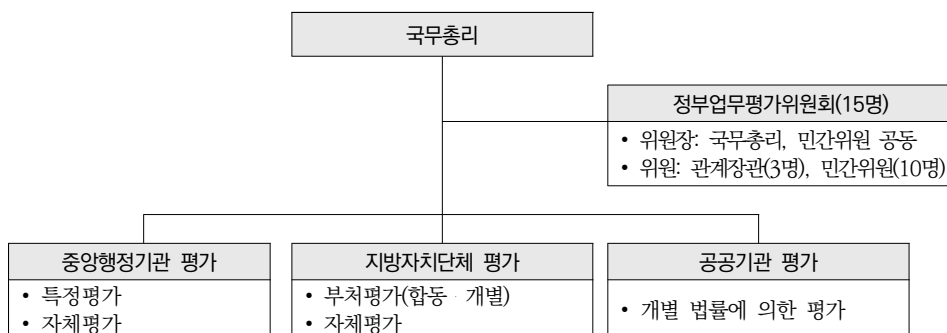 국무총리
정부업무평가위원회(15명)
• 위원장: 국무총리, 민간위원 공동
• 위원: 관계장관(3명), 민간위원(10명)
중앙행정기관 평가
• 특정평가
• 자체평가
지방자치단체 평가
• 부처평가(합동·개별)
• 자체평가
공공기관 평가
• 개별 법률에 의한 평가